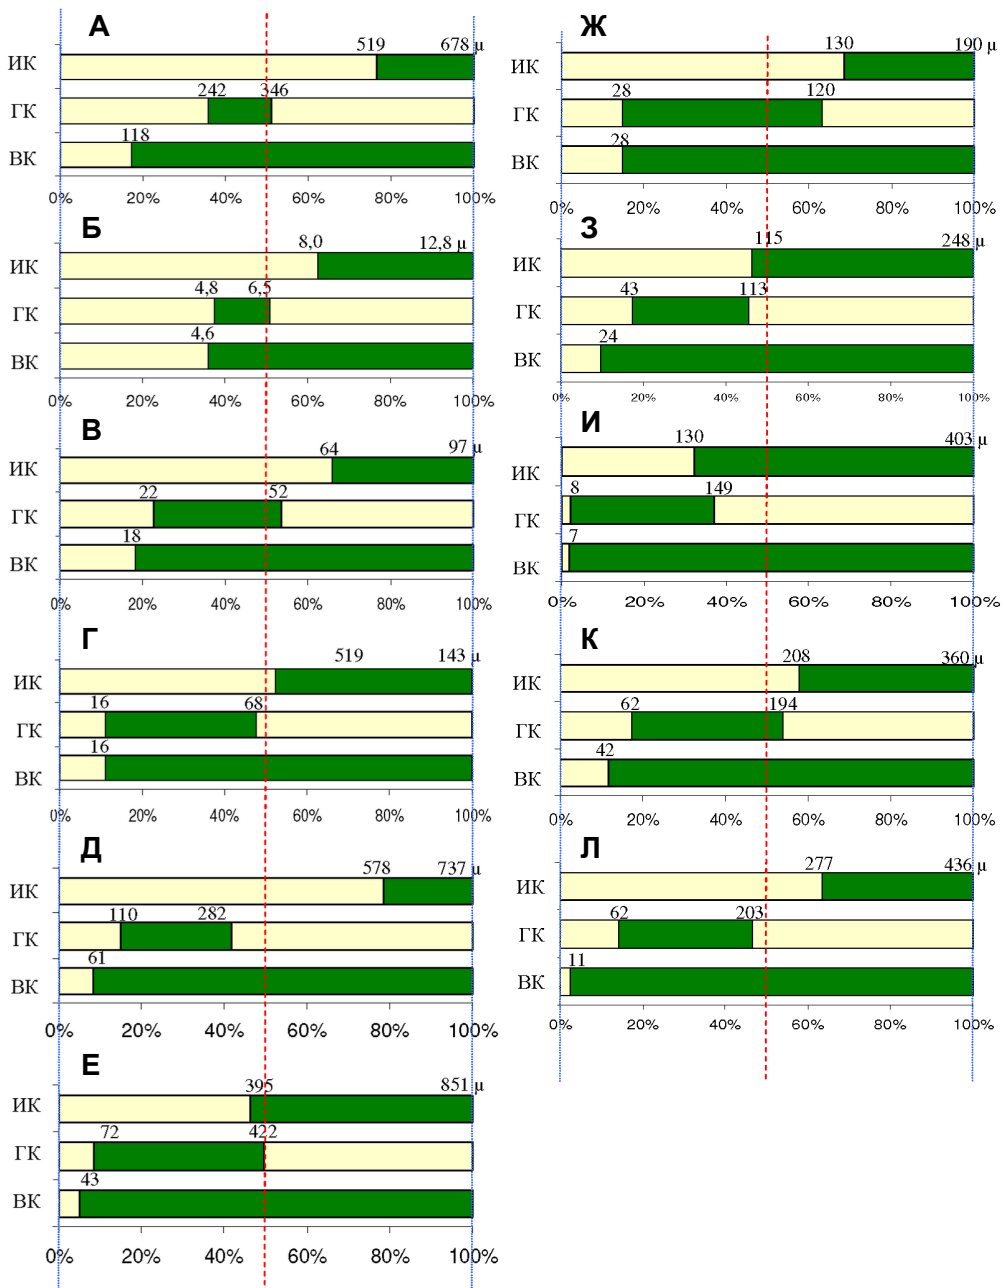 А
519 678 μ
ИК
242 346
ГК
118
ВК
0% 20% 40% 60% 80% 100%
Б
8,0 12,8 μ
ИК
4,8 6,5
ГК
4,6
ВК
0% 20% 40% 60% 80% 100%
В
64 97 μ
ИК
22 52
ГК
18
ВК
0% 20% 40% 60% 80% 100%
Г
519 143 μ
ИК
16 68
ГК
16
ВК
0% 20% 40% 60% 80% 100%
Д
578 737 μ
ИК
110 282
ГК
61
ВК
0% 20% 40% 60% 80% 100%
Е
395 851 μ
ИК
72 422
ГК
43
ВК
0% 20% 40% 60% 80% 100%
Ж
130 190 μ
ИК
28 120
ГК
28
ВК
0% 20% 40% 60% 80% 100%
З
115 248 μ
ИК
43 113
ГК
24
ВК
0% 20% 40% 60% 80% 100%
И
130 403 μ
ИК
8 149
ГК
7
ВК
0% 20% 40% 60% 80% 100%
К
208 360 μ
ИК
62 194
ГК
42
ВК
0% 20% 40% 60% 80% 100%
Л
277 436 μ
ИК
62 203
ГК
11
ВК
0% 20% 40% 60% 80% 100%